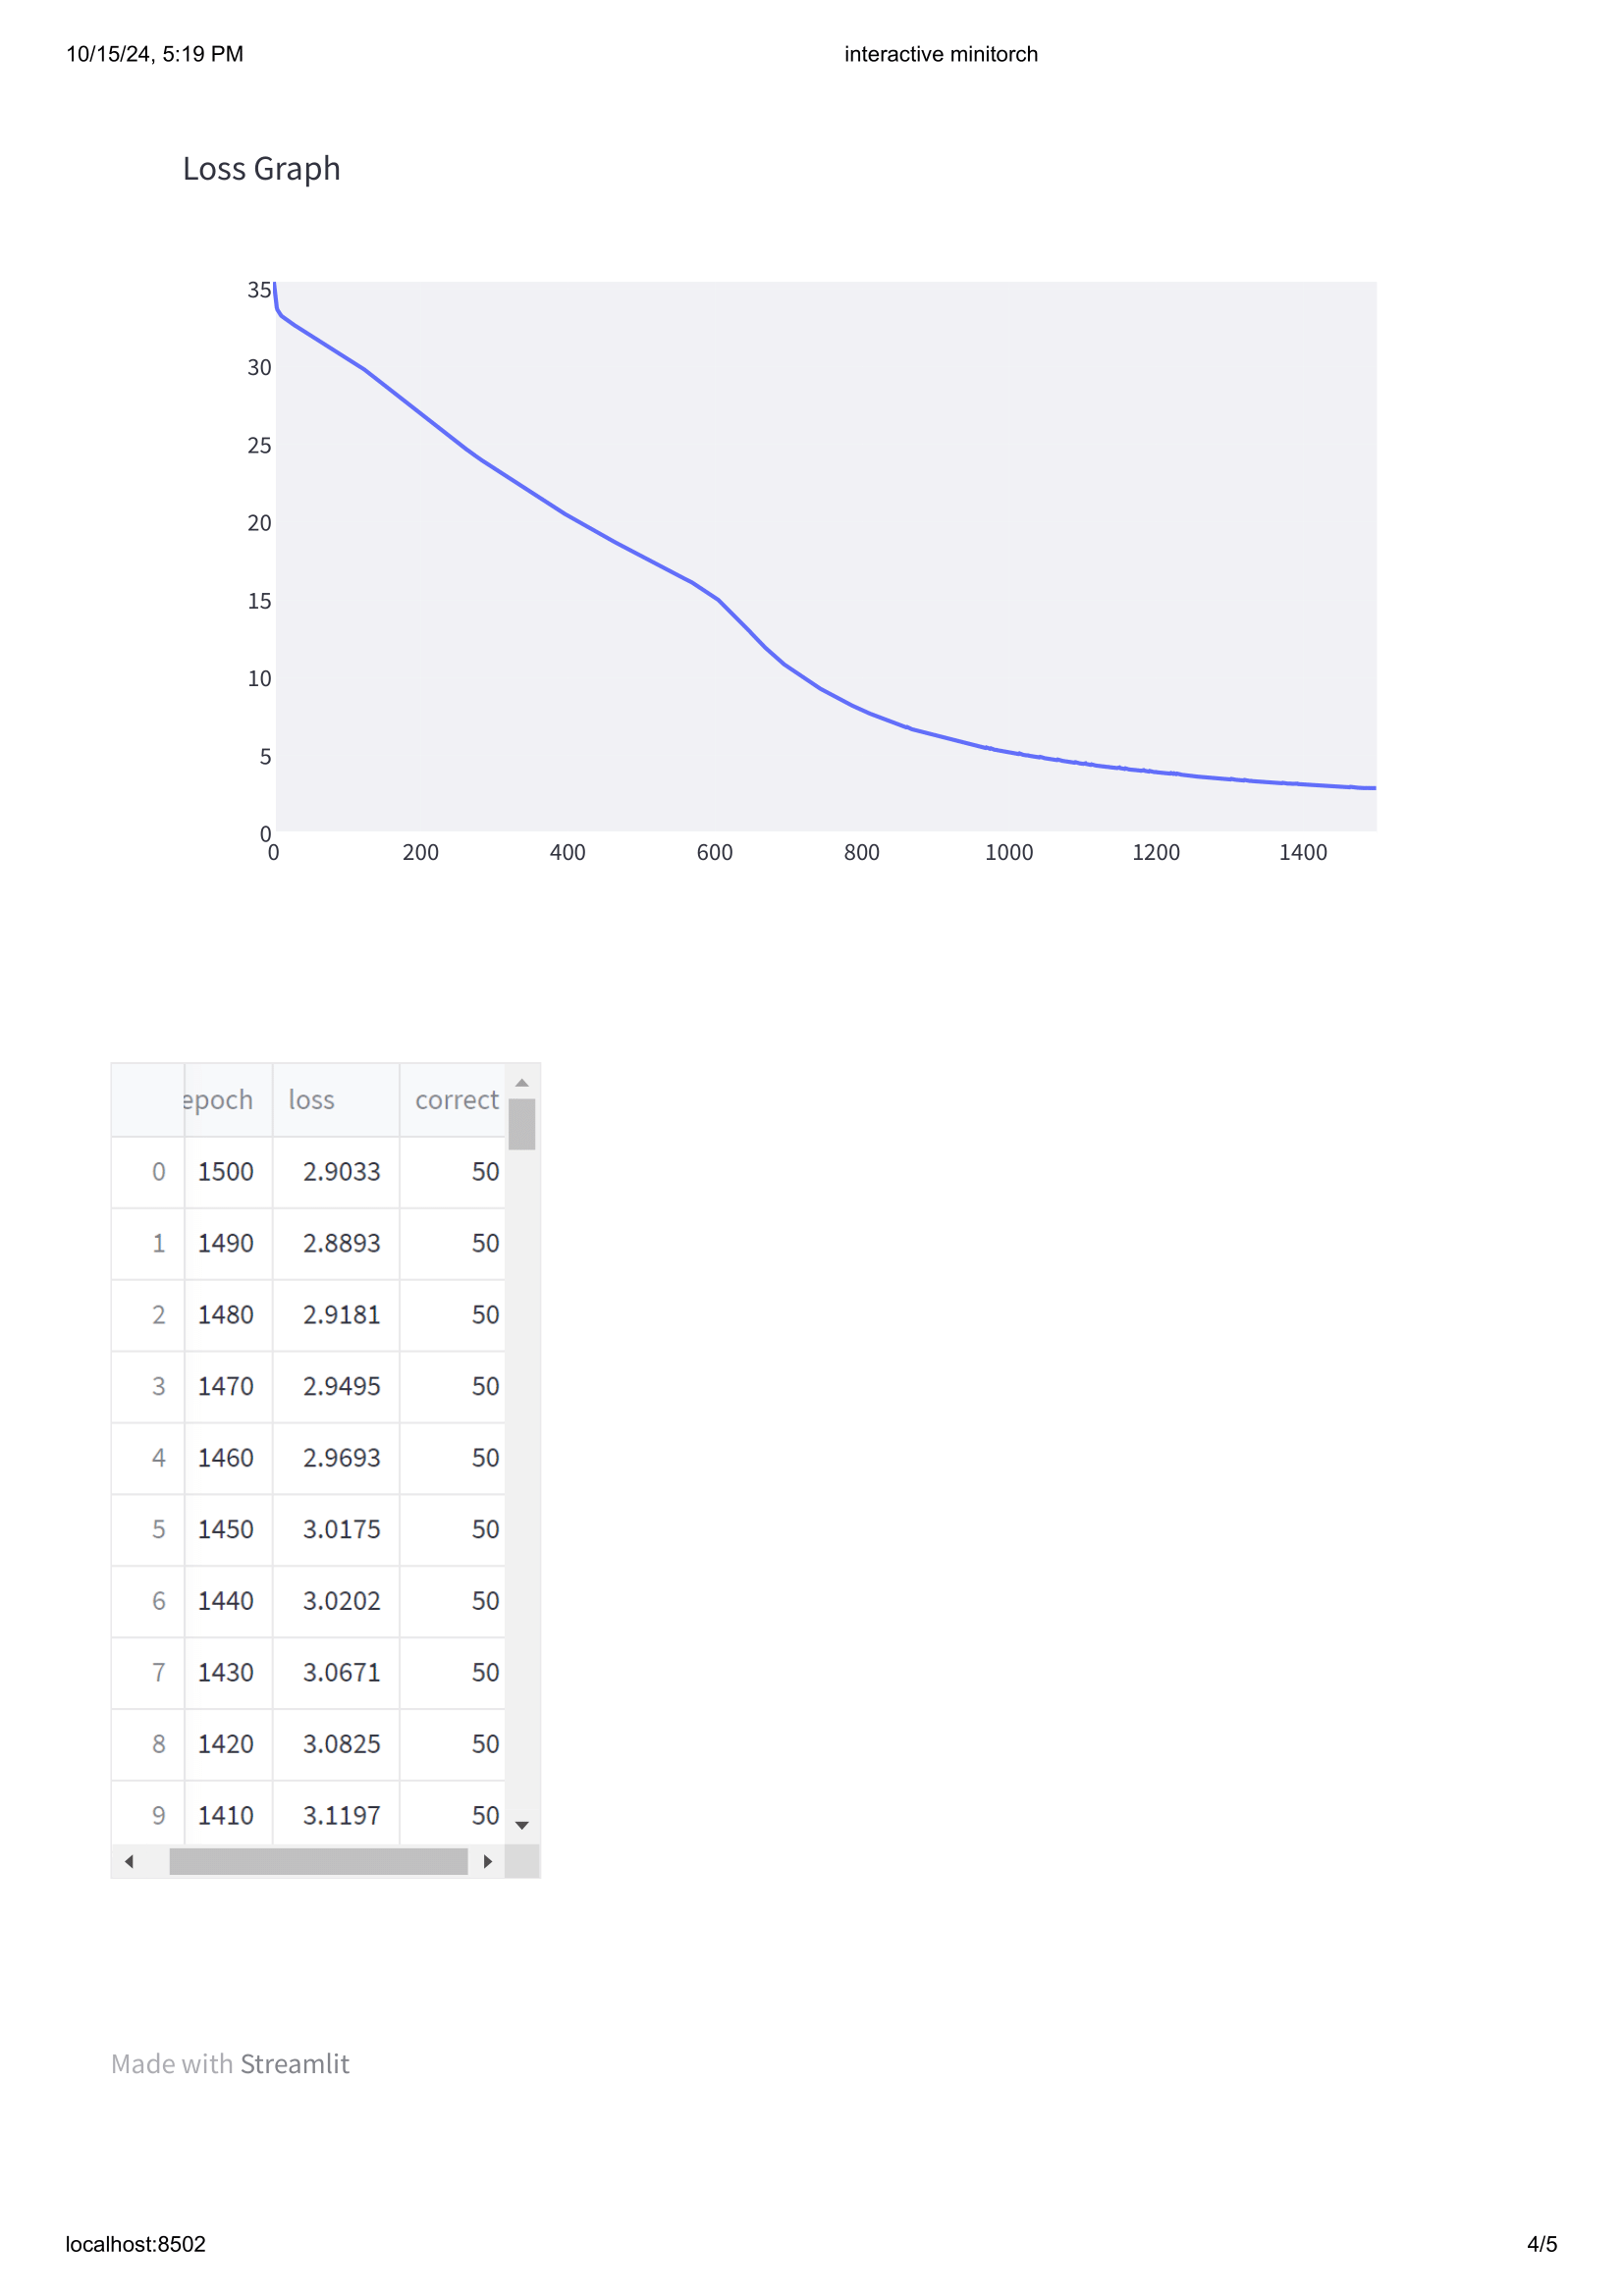 10/15/24, 5:19 PM interactive minitorch
Loss Graph
35
30
25
20
15
10
5
0
0 200 400 600 800 1000 1200 1400
epoch loss correct
0 1500 2.9033 50
1 1490 2.8893 50
2 1480 2.9181 50
3 1470 2.9495 50
4 1460 2.9693 50
5 1450 3.0175 50
6 1440 3.0202 50
7 1430 3.0671 50
8 1420 3.0825 50
9 1410 3.1197 50
Made with Streamlit
localhost:8502 4/5